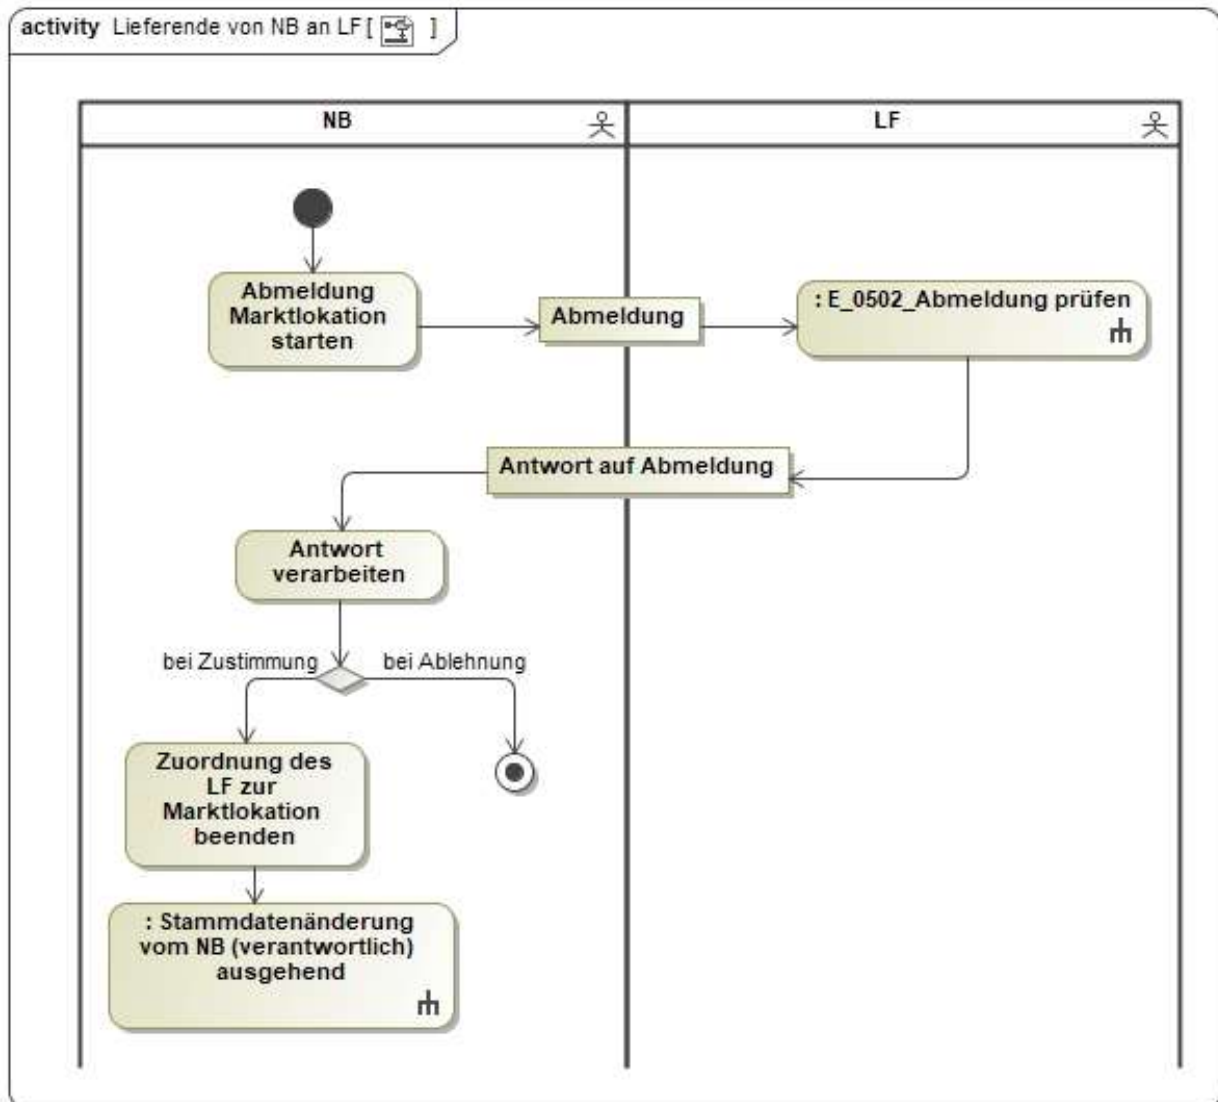 activity Lieferende von NB an LF [ ]
NB
LF
Abmeldung
Marktlokation
starten
Abmeldung
: E_0502_Abmeldung prüfen
Antwort auf Abmeldung
Antwort
verarbeiten
bei Zustimmung
bei Ablehnung
Zuordnung des
LF zur
Marktlokation
beenden
: Stammdatenänderung
vom NB (verantwortlich)
ausgehend